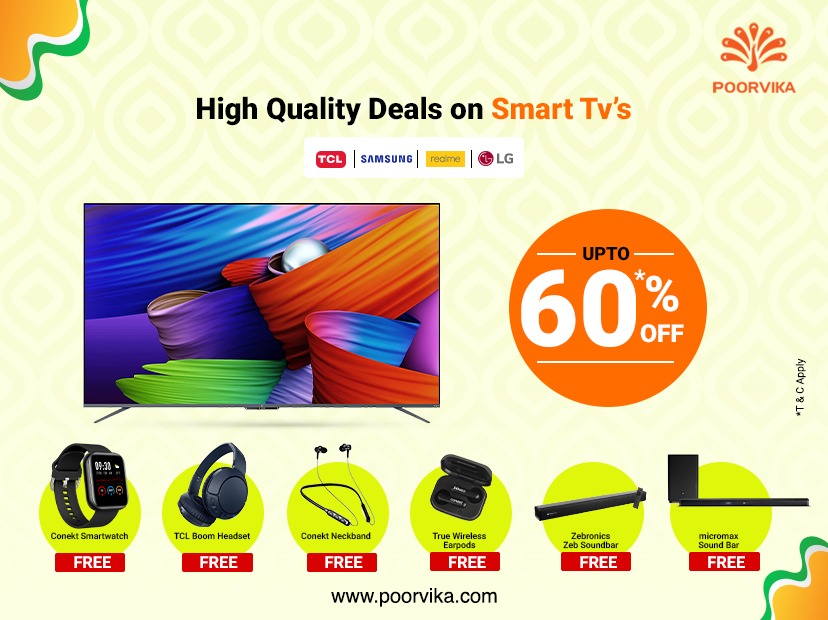 POORVIKA
High Quality Deals on Smart Tv's
TCL | SAMSUNG | realme | LG
UPTO
60*%
OFF
*T & C Apply
09:30
Conekt Smartwatch
FREE
TCL Boom Headset
FREE
Conekt Neckband
FREE
True Wireless
Earpods
FREE
Zebronics
Zeb Soundbar
FREE
micromax
Sound Bar
FREE
www.poorvika.com